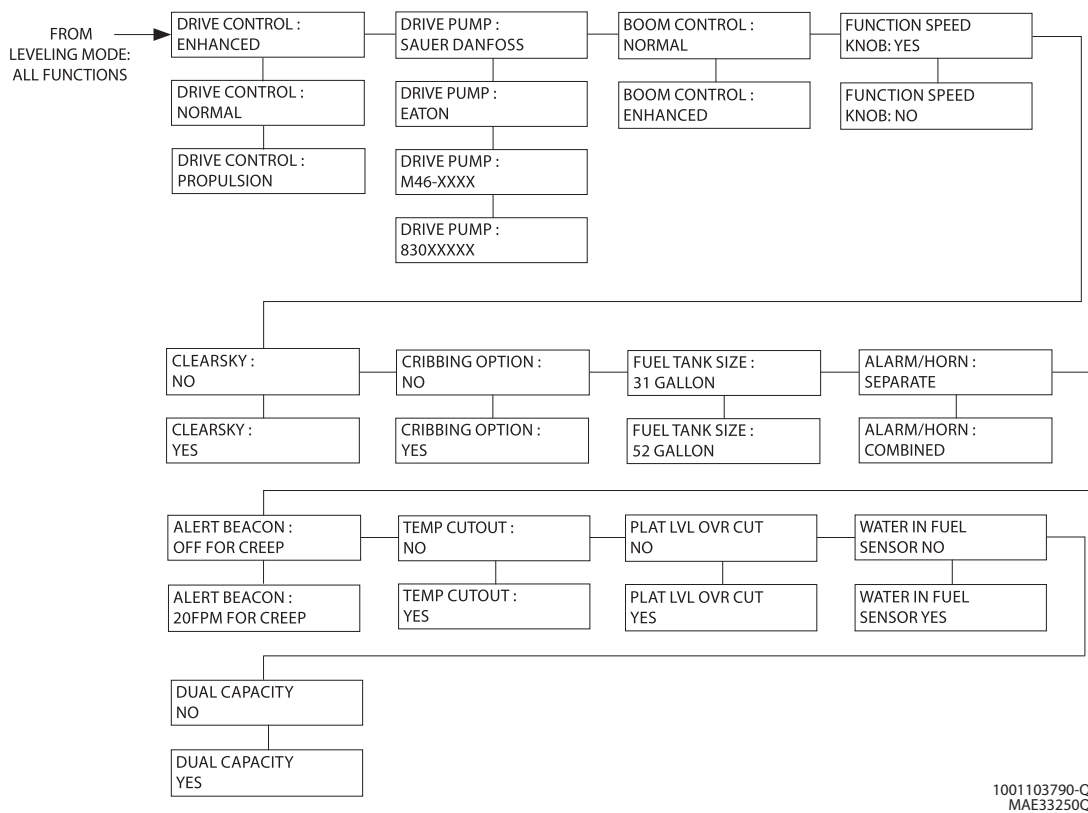 FROM
LEVELING MODE:
ALL FUNCTIONS
DRIVE CONTROL :
ENHANCED
DRIVE CONTROL :
NORMAL
DRIVE CONTROL :
PROPULSION
DRIVE PUMP :
SAUER DANFOSS
DRIVE PUMP :
EATON
DRIVE PUMP :
M46-XXXX
DRIVE PUMP :
830XXXXX
BOOM CONTROL :
NORMAL
BOOM CONTROL :
ENHANCED
FUNCTION SPEED
KNOB: YES
FUNCTION SPEED
KNOB: NO
CLEARSKY :
NO
CLEARSKY :
YES
CRIBBING OPTION :
NO
CRIBBING OPTION :
YES
FUEL TANK SIZE :
31 GALLON
FUEL TANK SIZE :
52 GALLON
ALARM/HORN :
SEPARATE
ALARM/HORN :
COMBINED
ALERT BEACON :
OFF FOR CREEP
ALERT BEACON :
20FPM FOR CREEP
TEMP CUTOUT :
NO
TEMP CUTOUT :
YES
PLAT LVL OVR CUT
NO
PLAT LVL OVR CUT
YES
WATER IN FUEL
SENSOR NO
WATER IN FUEL
SENSOR YES
DUAL CAPACITY
NO
DUAL CAPACITY
YES
1001103790-Q
MAE33250Q